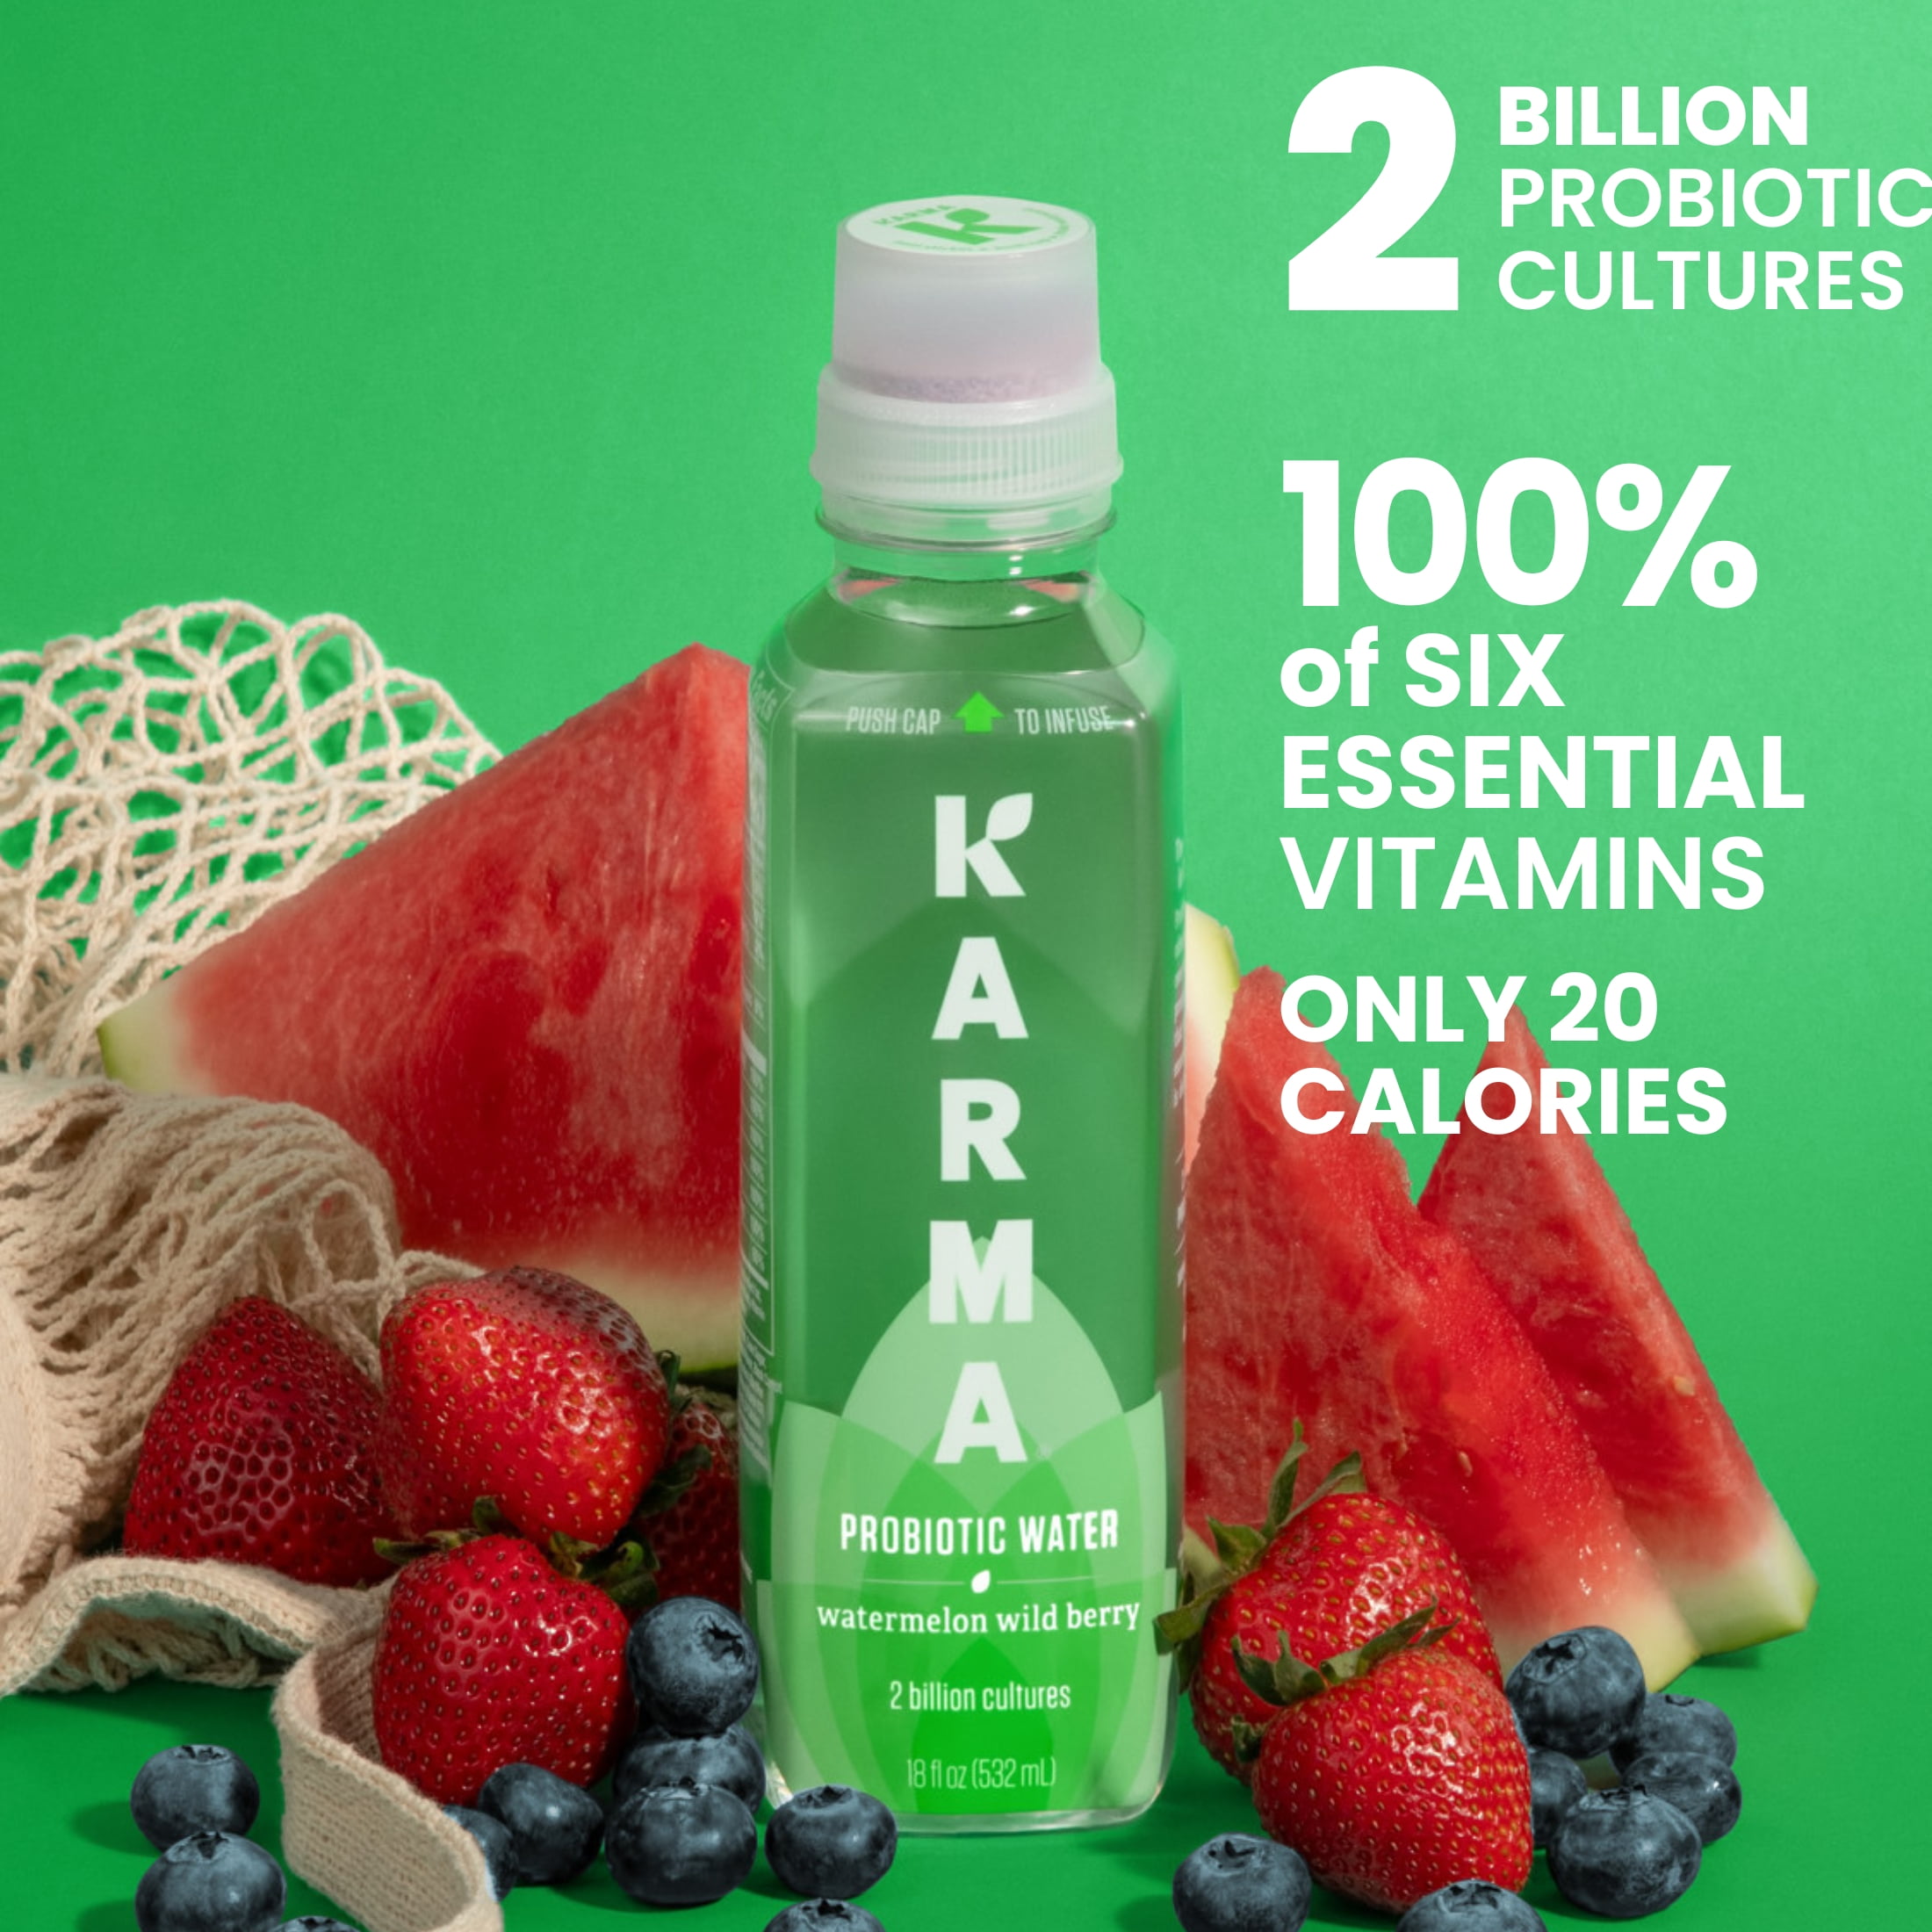 2 BILLION
PROBIOTIC
CULTURES
100%
of SIX
ESSENTIAL
VITAMINS
ONLY 20
CALORIES
KARMA
K
PUSH CAP TO INFUSE
KARMA
PROBIOTIC WATER
watermelon wild berry
2 billion cultures
18 fl oz (532 mL)